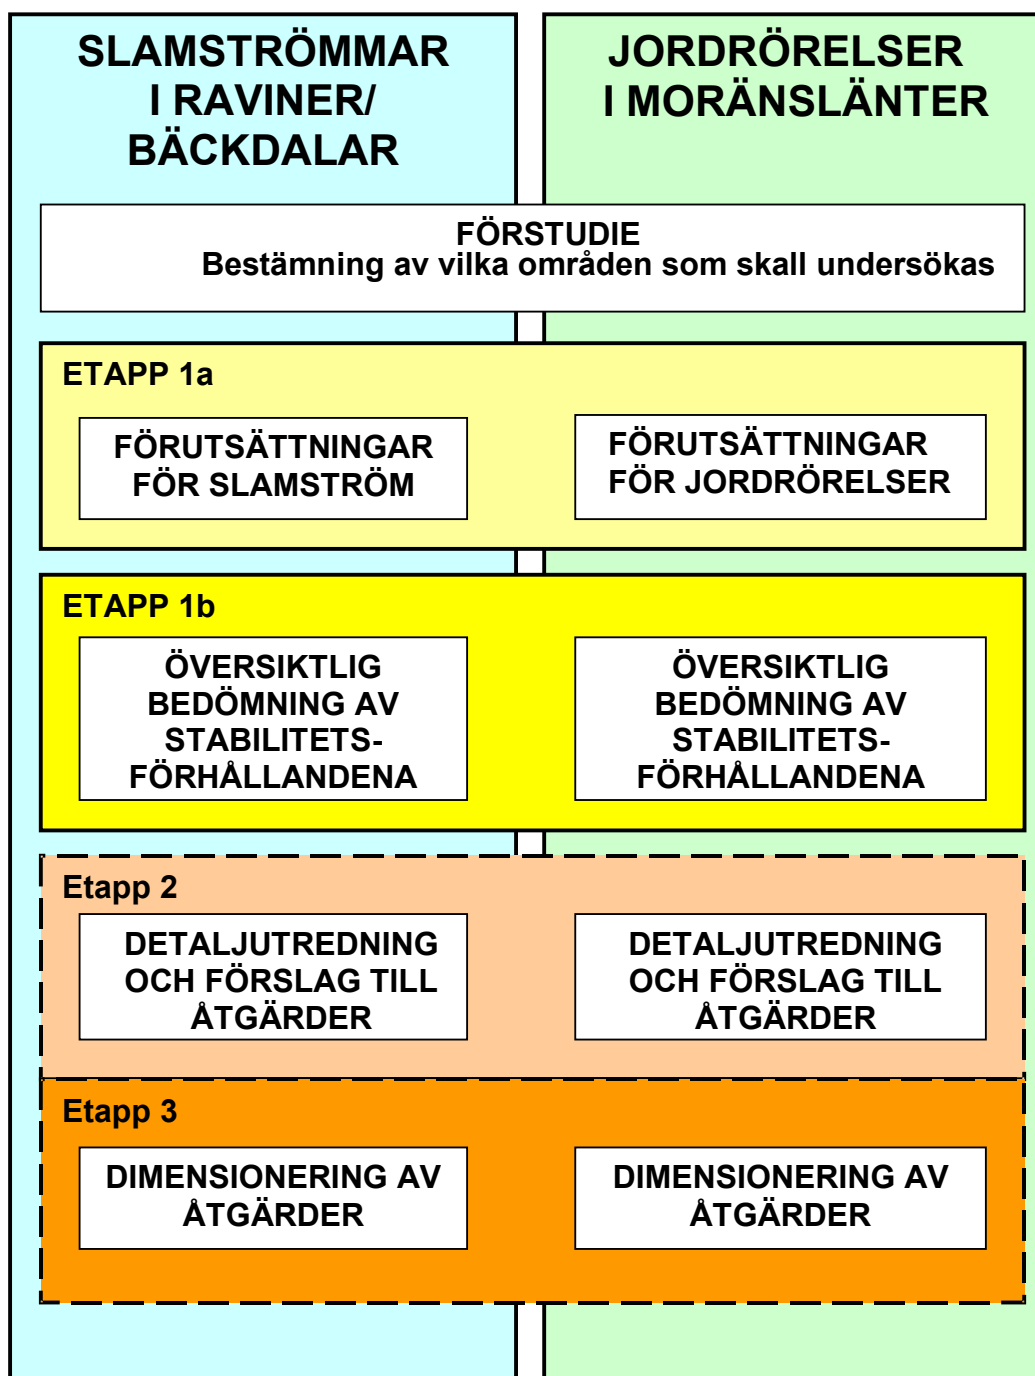 SLAMSTRÖMMAR
I RAVINER/
BÄCKDALAR
JORDRÖRELSER
I MORÄNSLÄNTER
FÖRSTUDIE
Bestämning av vilka områden som skall undersökas
ETAPP 1a
FÖRUTSÄTTNINGAR
FÖR SLAMSTRÖM
FÖRUTSÄTTNINGAR
FÖR JORDRÖRELSER
ETAPP 1b
ÖVERSIKTLIG
BEDÖMNING AV
STABILITETS-
FÖRHÅLLANDENA
ÖVERSIKTLIG
BEDÖMNING AV
STABILITETS-
FÖRHÅLLANDENA
Etapp 2
DETALJUTREDNING
OCH FÖRSLAG TILL
ÅTGÄRDER
DETALJUTREDNING
OCH FÖRSLAG TILL
ÅTGÄRDER
Etapp 3
DIMENSIONERING AV
ÅTGÄRDER
DIMENSIONERING AV
ÅTGÄRDER